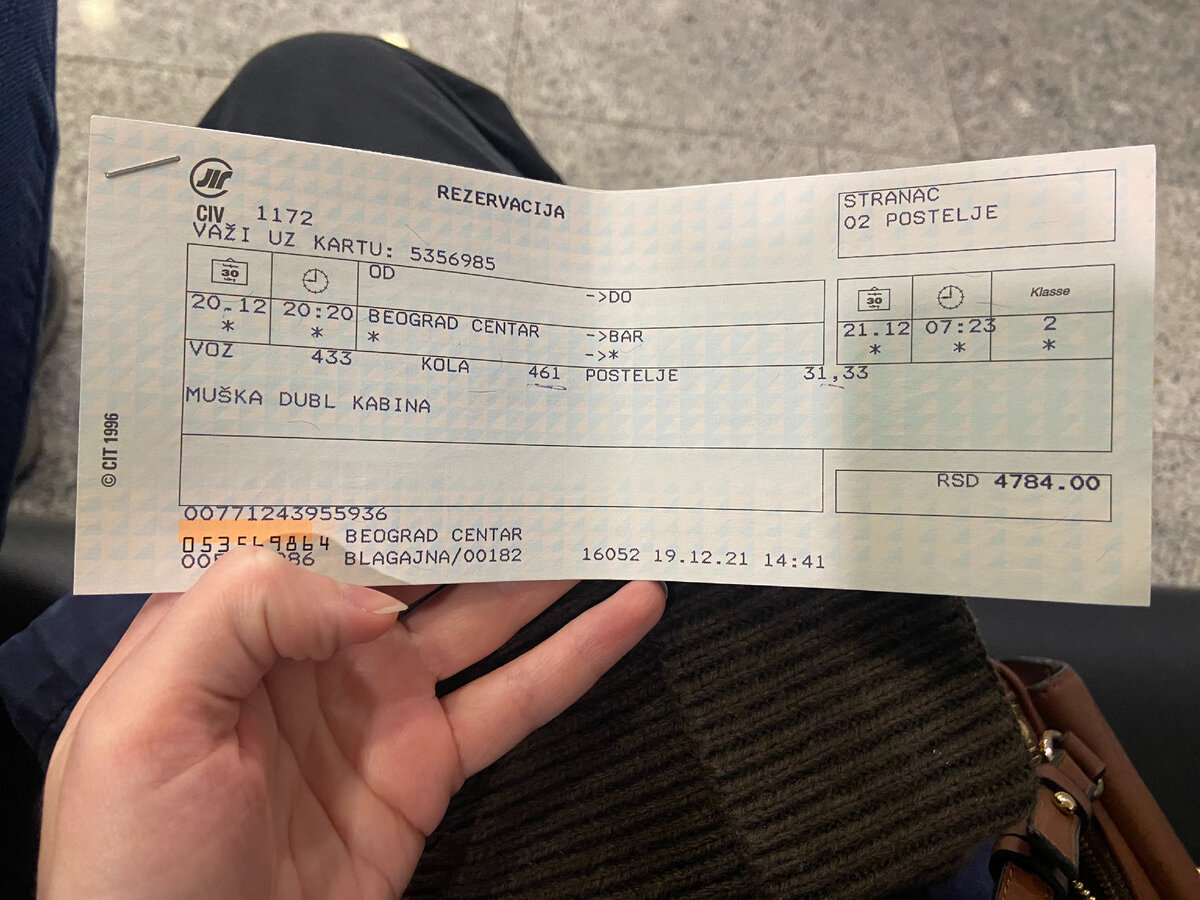 REZERVACIJA
STRANAC
02 POSTELJE
CIV 1172
VAŽI UZ KARTU: 5356985
30 30 OD ->DO Klasse
20.12 20:20 BEOGRAD CENTAR ->BAR 21.12 07:23 2
* * * ->* * * *
VOZ 433 KOLA 461 POSTELJE 31,33
MUŠKA DUBL KABINA
RSD 4784.00
00771243955936
BEOGRAD CENTAR
BLAGAJNA/00182 16052 19.12.21 14:41
© CIT 1996